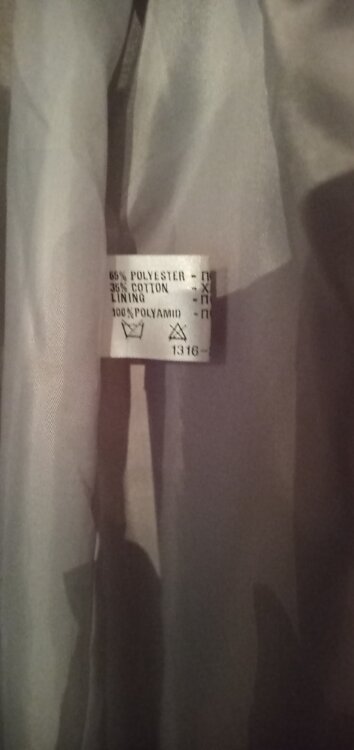 65% POLYESTER - П
35% COTTON - Х
LINING - П
100% POLYAMID - П
1316-